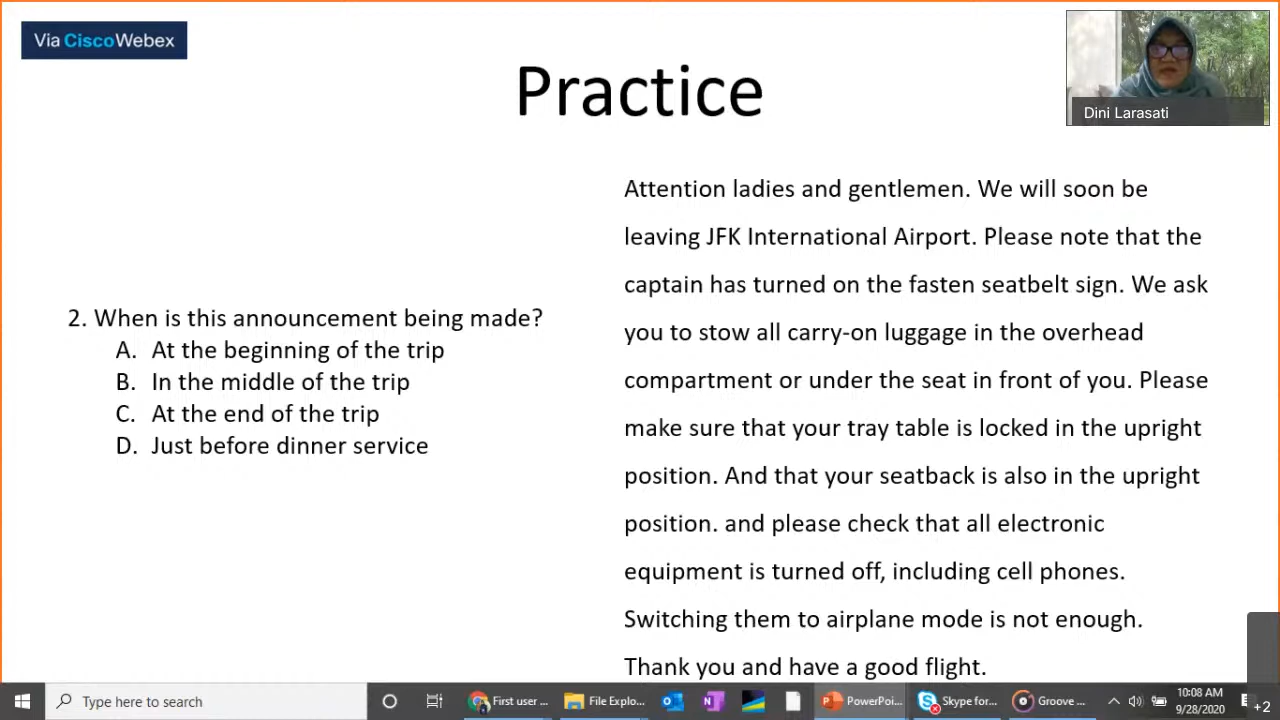 Via CiscoWebex
Dini Larasati
Practice
2. When is this announcement being made?
A. At the beginning of the trip
B. In the middle of the trip
C. At the end of the trip
D. Just before dinner service
Attention ladies and gentlemen. We will soon be
leaving JFK International Airport. Please note that the
captain has turned on the fasten seatbelt sign. We ask
you to stow all carry-on luggage in the overhead
compartment or under the seat in front of you. Please
make sure that your tray table is locked in the upright
position. And that your seatback is also in the upright
position. and please check that all electronic
equipment is turned off, including cell phones.
Switching them to airplane mode is not enough.
Thank you and have a good flight.
Type here to search
First user ...
File Explo...
PowerPoi...
Skype for...
Groove ...
10:08 AM
9/28/2020
+2